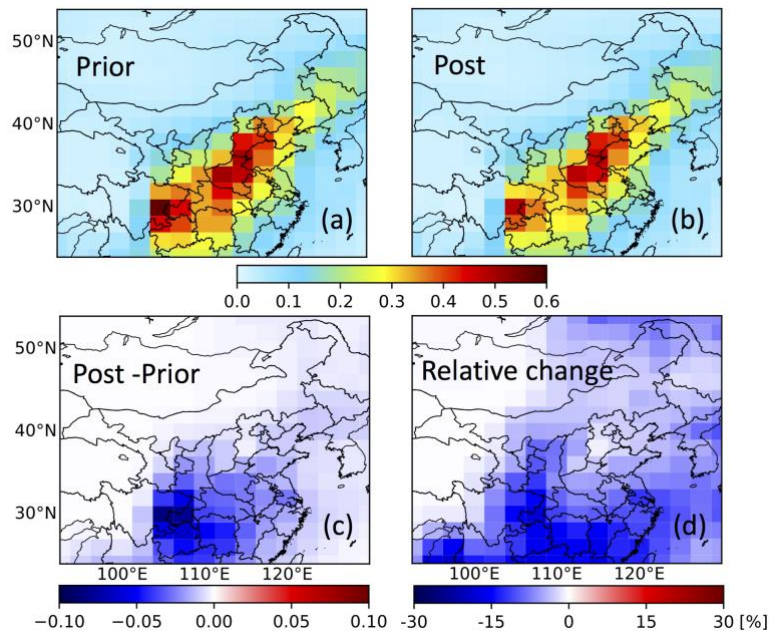 50°N
40°N
30°N
Prior
(a)
Post
(b)
0.0 0.1 0.2 0.3 0.4 0.5 0.6
50°N
40°N
30°N
Post -Prior
(c)
Relative change
(d)
100°E 110°E 120°E
100°E 110°E 120°E
−0.10 −0.05 0.00 0.05 0.10
-30 -15 0 15 30 [%]